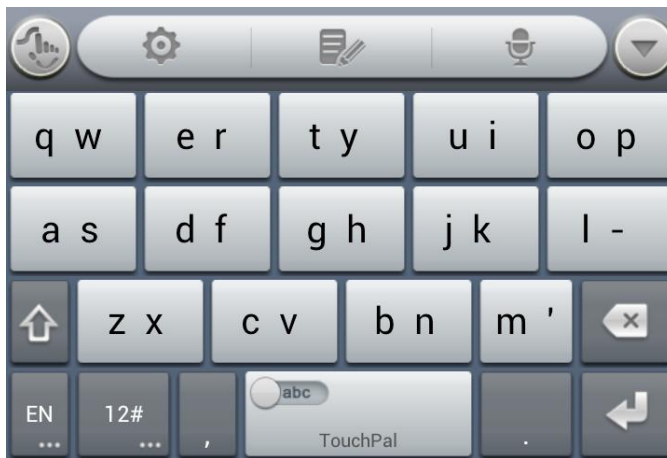 q w e r t y u i o p
a s d f g h j k l -
z x c v b n m '
abc
EN 12# , TouchPal .